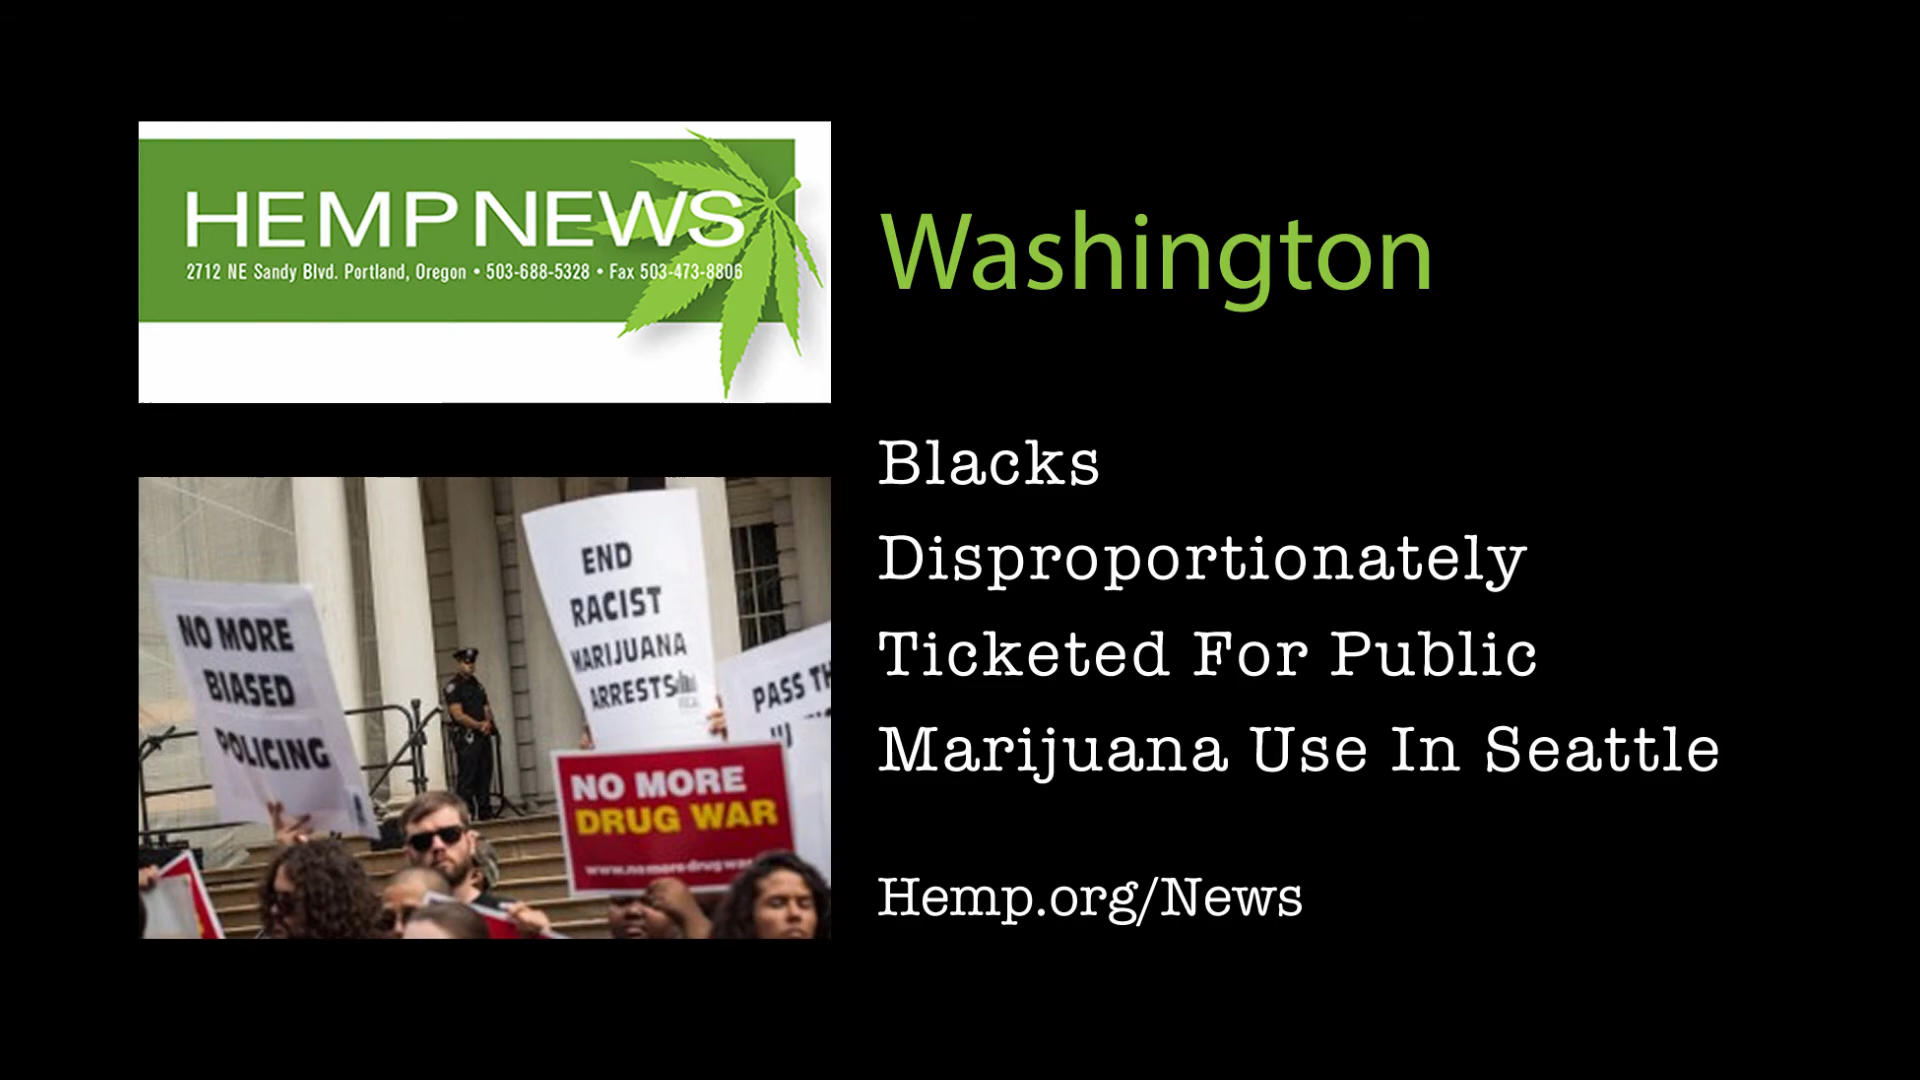 HEMP NEWS
2712 NE Sandy Blvd. Portland, Oregon • 503-688-5328 • Fax 503-473-8806
Washington
Blacks
Disproportionately
Ticketed For Public
Marijuana Use In Seattle
Hemp.org/News
NO MORE
BIASED
POLICING
END
RACIST
MARIJUANA
ARRESTS
PASS
NO MORE
DRUG WAR